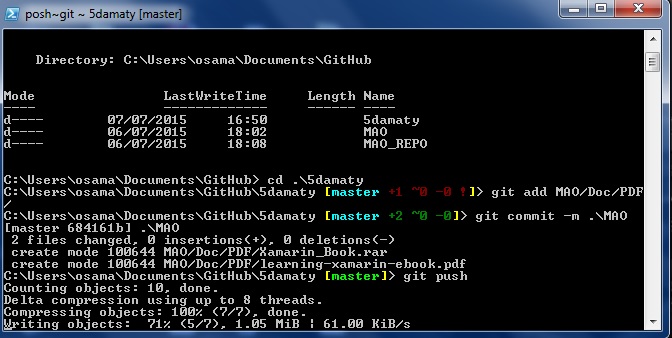 posh~git ~ 5damaty [master]
Directory: C:\Users\osama\Documents\GitHub
Mode LastWriteTime Length Name
---- ------------- ------ ----
d---- 07/07/2015 16:50 5damaty
d---- 06/07/2015 18:02 MAO
d---- 06/07/2015 18:08 MAO_REPO
C:\Users\osama\Documents\GitHub> cd .\5damaty
C:\Users\osama\Documents\GitHub\5damaty [master +1 ~0 -0 !]> git add MAO/Doc/PDF
/
C:\Users\osama\Documents\GitHub\5damaty [master +2 ~0 -0]> git commit -m .\MAO
[master 684161b] .\MAO
2 files changed, 0 insertions(+), 0 deletions(-)
create mode 100644 MAO/Doc/PDF/Xamarin_Book.rar
create mode 100644 MAO/Doc/PDF/learning-xamarin-ebook.pdf
C:\Users\osama\Documents\GitHub\5damaty [master]> git push
Counting objects: 10, done.
Delta compression using up to 8 threads.
Compressing objects: 100% (7/7), done.
Writing objects: 71% (5/7), 1.05 MiB ¦ 61.00 KiB/s